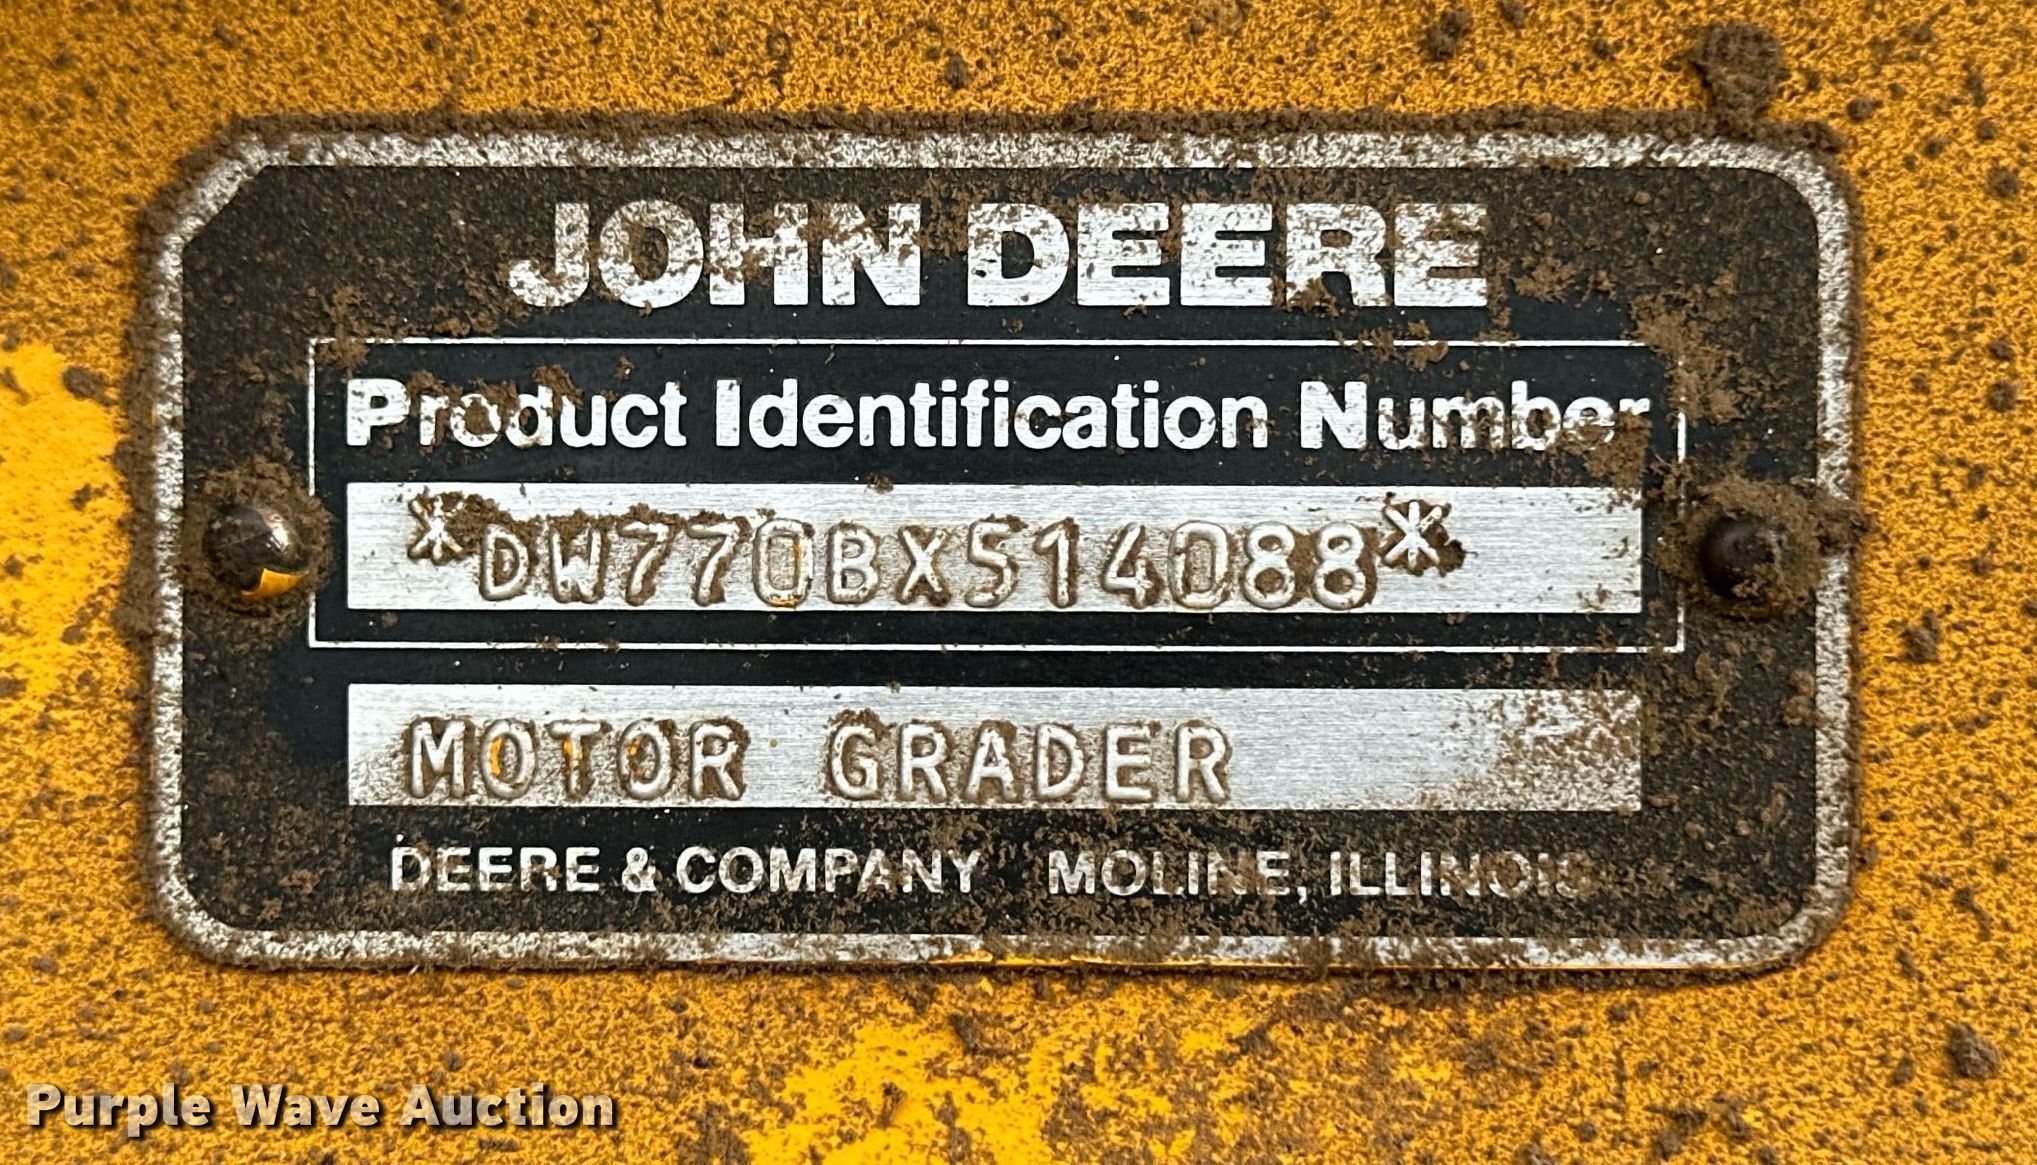 JOHN DEERE
Product Identification Number
*DW770BX514088*
MOTOR GRADER
DEERE & COMPANY MOLINE, ILLINOIS
Purple Wave Auction